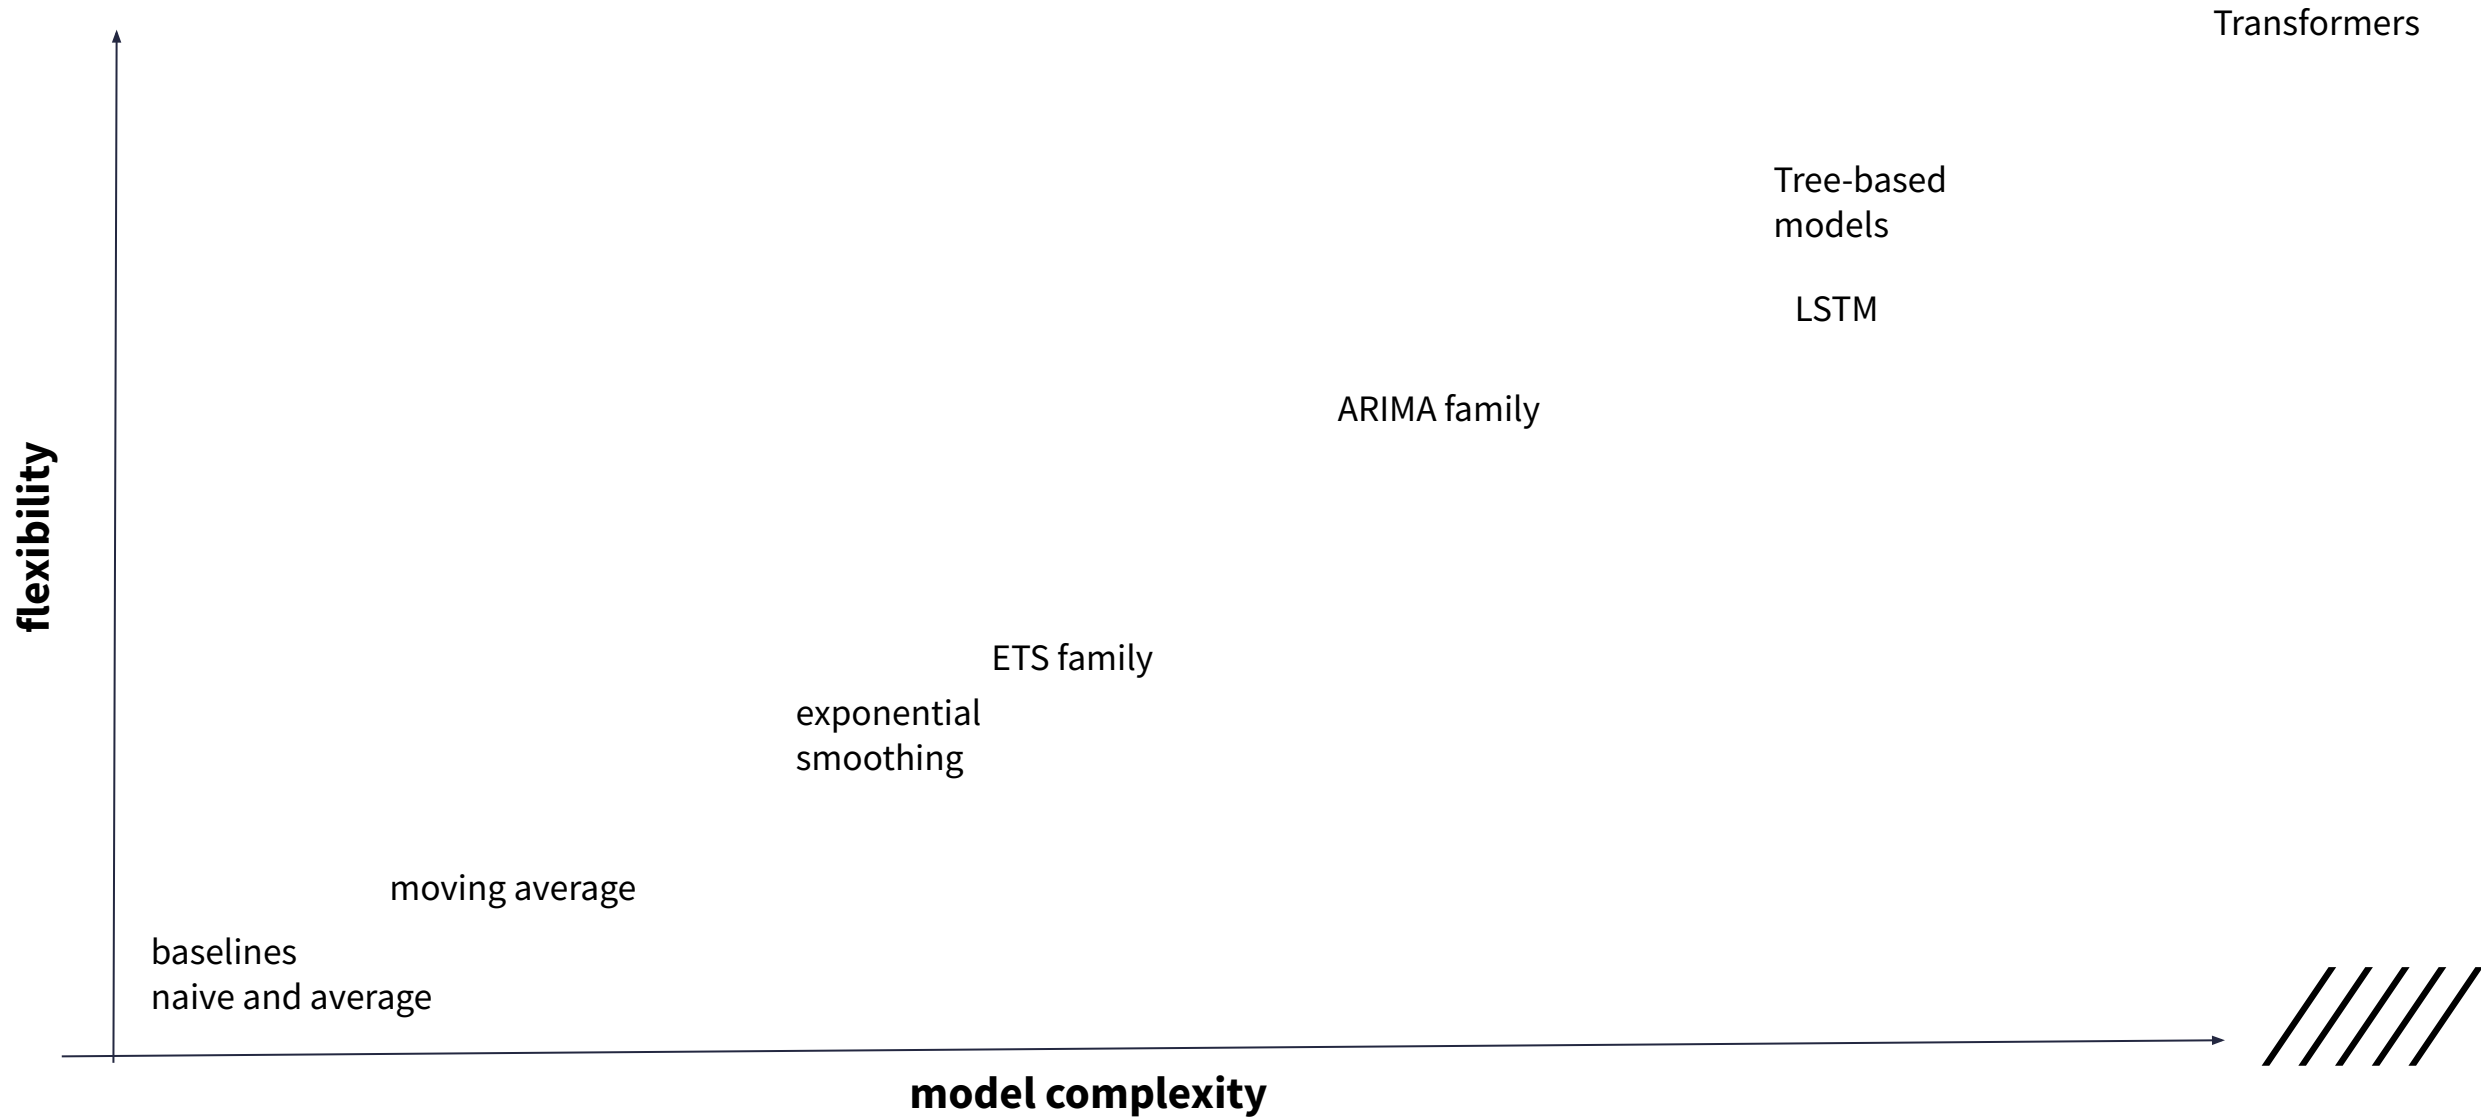 Transformers
Tree-based
models
LSTM
ARIMA family
flexibility
ETS family
exponential
smoothing
moving average
baselines
naive and average
model complexity